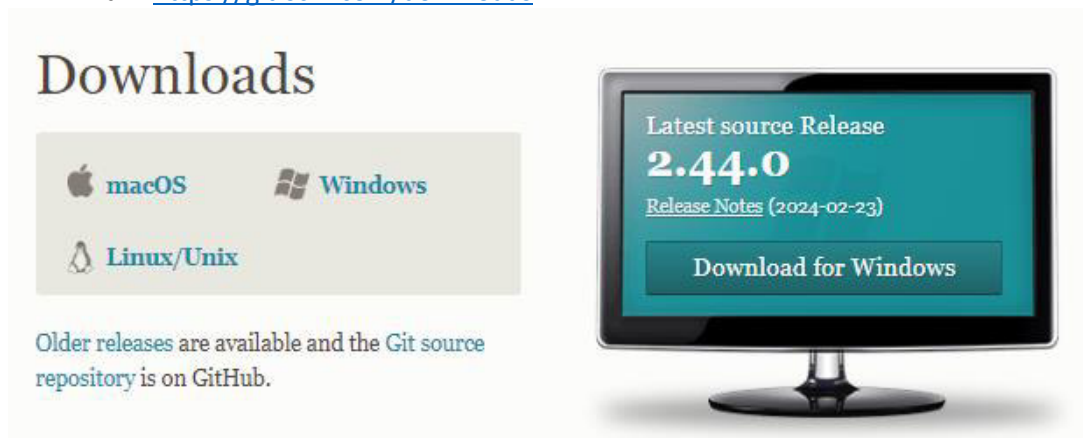 Downloads
macOS
Windows
Linux/Unix
Older releases are available and the Git source
repository is on GitHub.
Latest source Release
2.44.0
Release Notes (2024-02-23)
Download for Windows